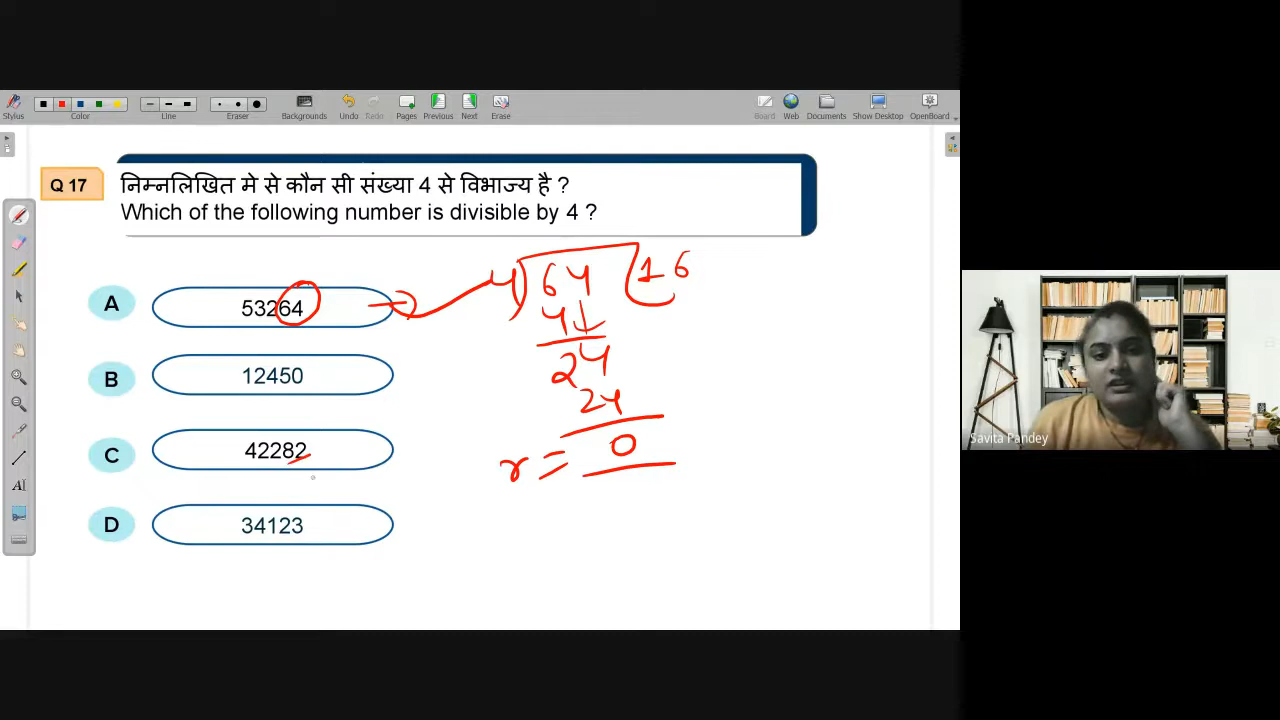 Stylus
Color
Line
Eraser
Backgrounds
Undo
Redo
Pages
Previous
Next
Erase
Board
Web
Documents
Show Desktop
OpenBoard
Q 17
निम्नलिखित मे से कौन सी संख्या 4 से विभाज्य है ?
Which of the following number is divisible by 4 ?
A
53264
B
12450
C
42282
D
34123
4 64 16
4
24
24
r = 0
Savita Pandey